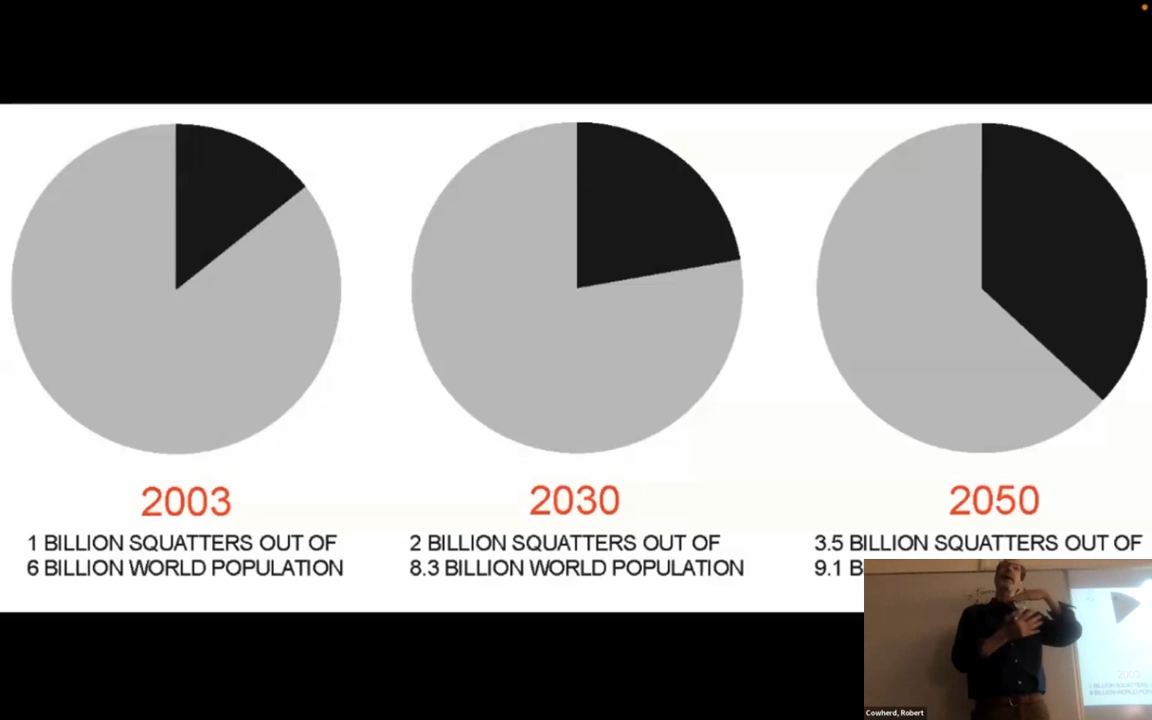 2003
1 BILLION SQUATTERS OUT OF
6 BILLION WORLD POPULATION
2030
2 BILLION SQUATTERS OUT OF
8.3 BILLION WORLD POPULATION
2050
3.5 BILLION SQUATTERS OUT OF
9.1 B
2003
Cowherd, Robert